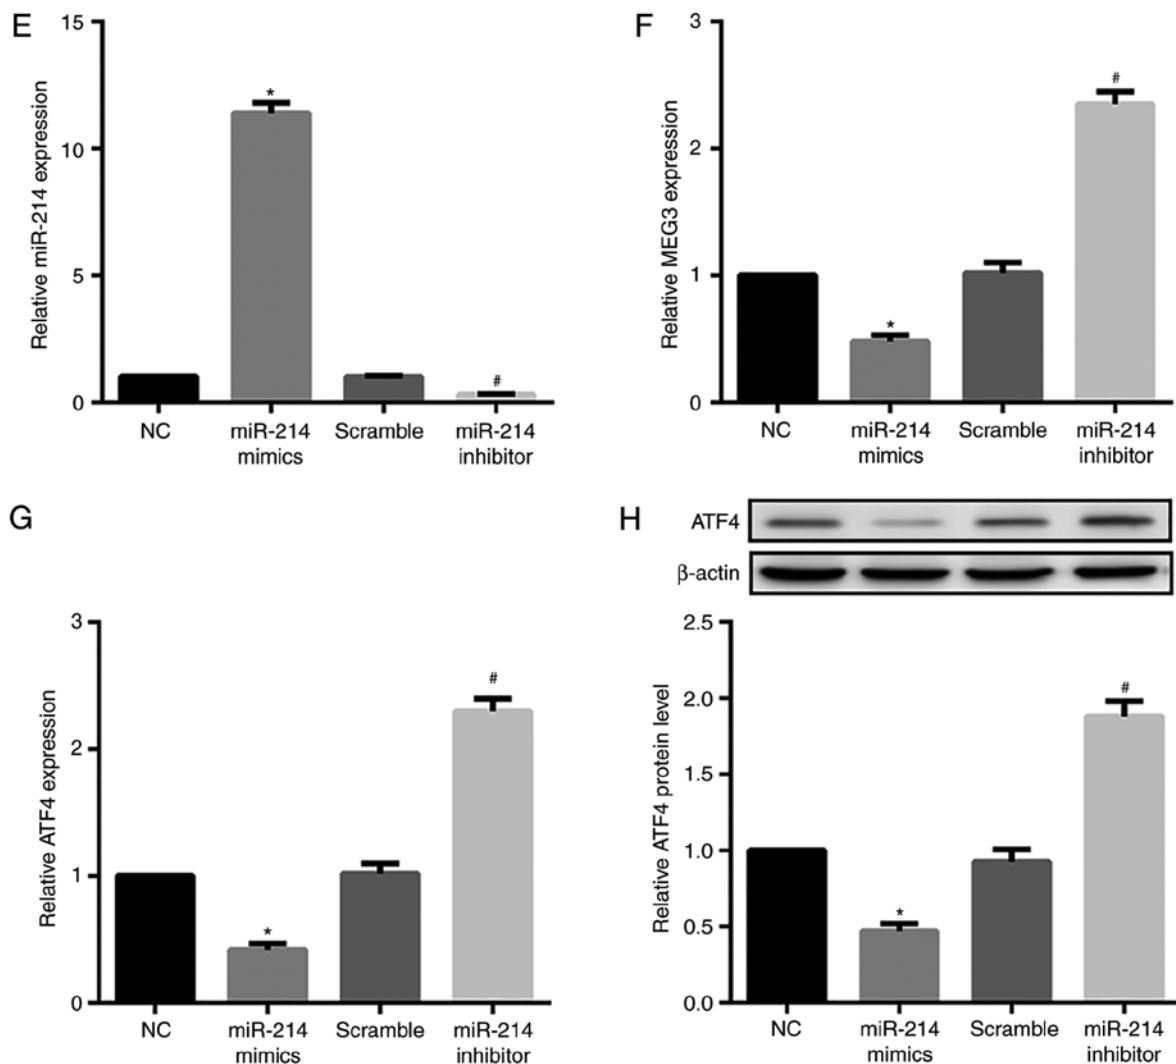 E
Relative miR-214 expression
15
10
5
0
*
#
NC
miR-214
mimics
Scramble
miR-214
inhibitor
F
Relative MEG3 expression
3
2
1
0
*
#
NC
miR-214
mimics
Scramble
miR-214
inhibitor
G
Relative ATF4 expression
3
2
1
0
*
#
NC
miR-214
mimics
Scramble
miR-214
inhibitor
H
ATF4
β-actin
Relative ATF4 protein level
2.5
2.0
1.5
1.0
0.5
0.0
*
#
NC
miR-214
mimics
Scramble
miR-214
inhibitor